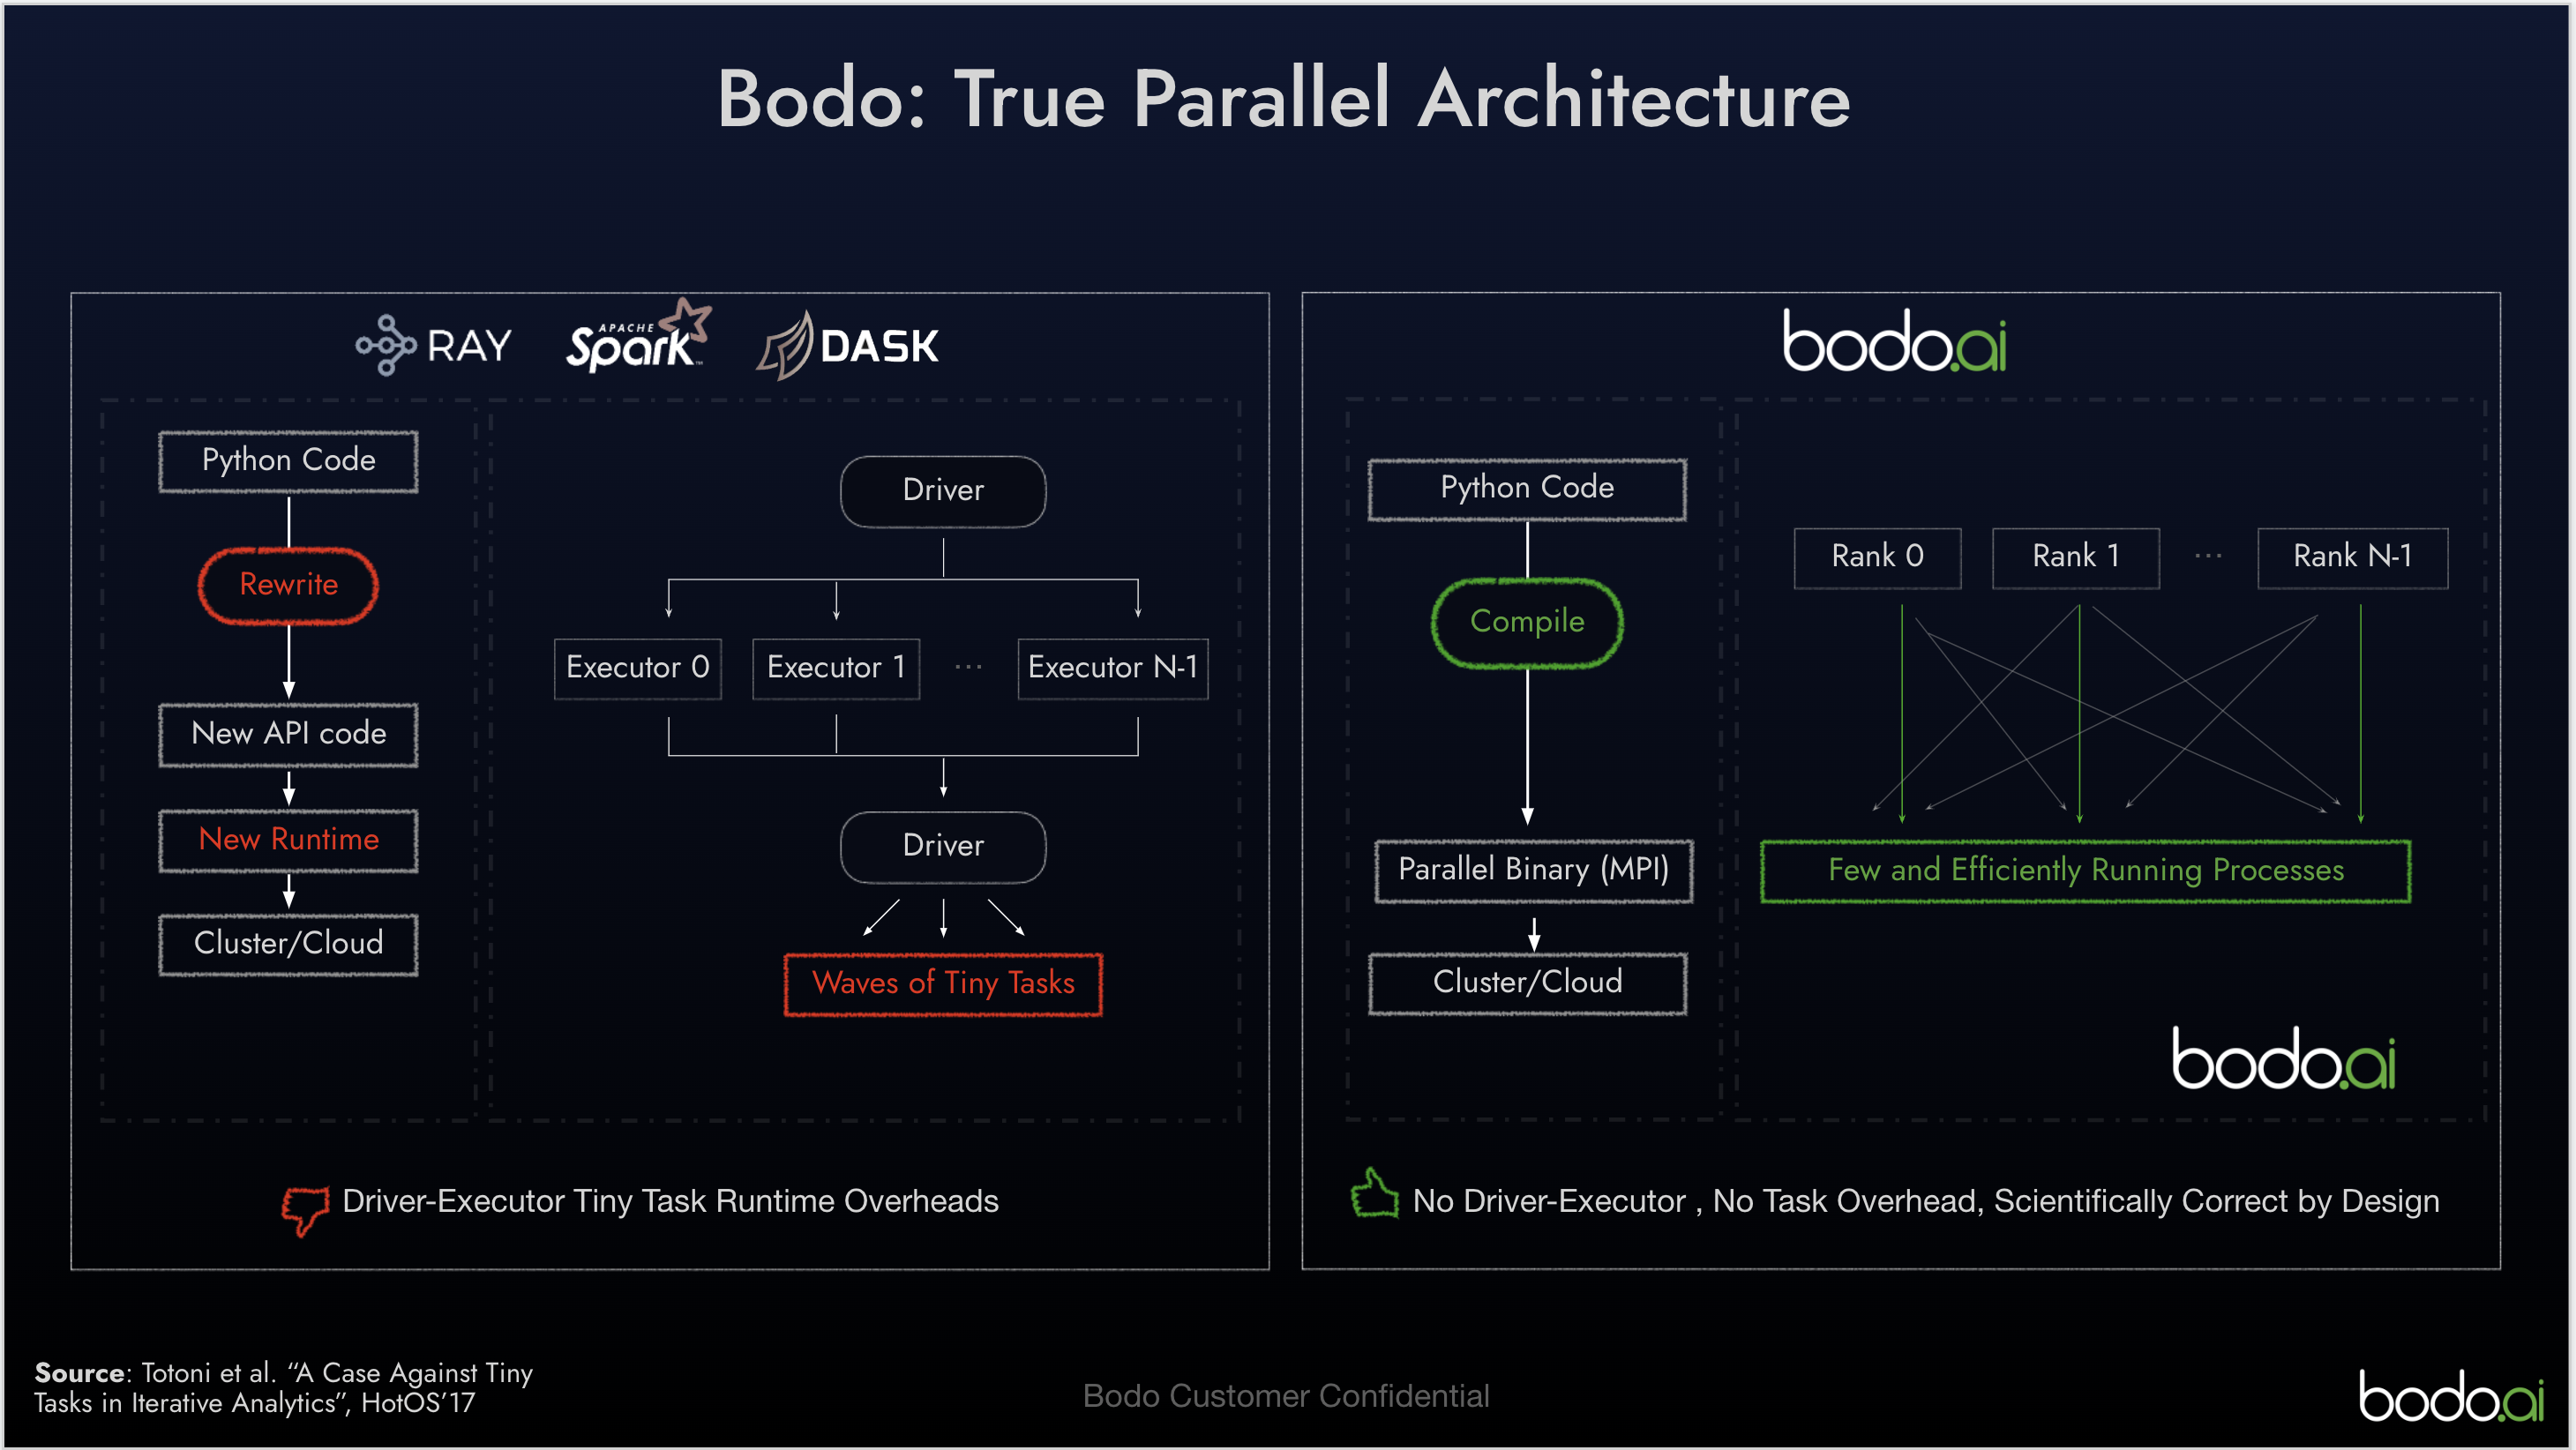 Bodo: True Parallel Architecture
RAY
APACHE
Spark™
DASK
Python Code
Rewrite
New API code
New Runtime
Cluster/Cloud
Driver
Executor 0
Executor 1
...
Executor N-1
Driver
Waves of Tiny Tasks
Driver-Executor Tiny Task Runtime Overheads
bodo.ai
Python Code
Compile
Parallel Binary (MPI)
Cluster/Cloud
Rank 0
Rank 1
...
Rank N-1
Few and Efficiently Running Processes
bodo.ai
No Driver-Executor , No Task Overhead, Scientifically Correct by Design
Source: Totoni et al. “A Case Against Tiny
Tasks in Iterative Analytics”, HotOS’17
Bodo Customer Confidential
bodo.ai